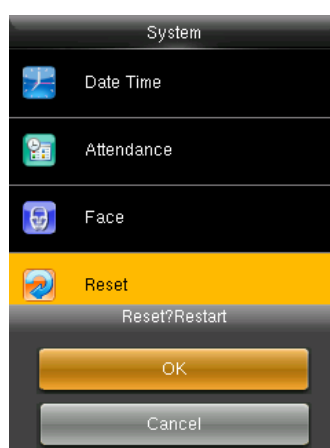 System
Date Time
Attendance
Face
Reset
Reset?Restart
OK
Cancel